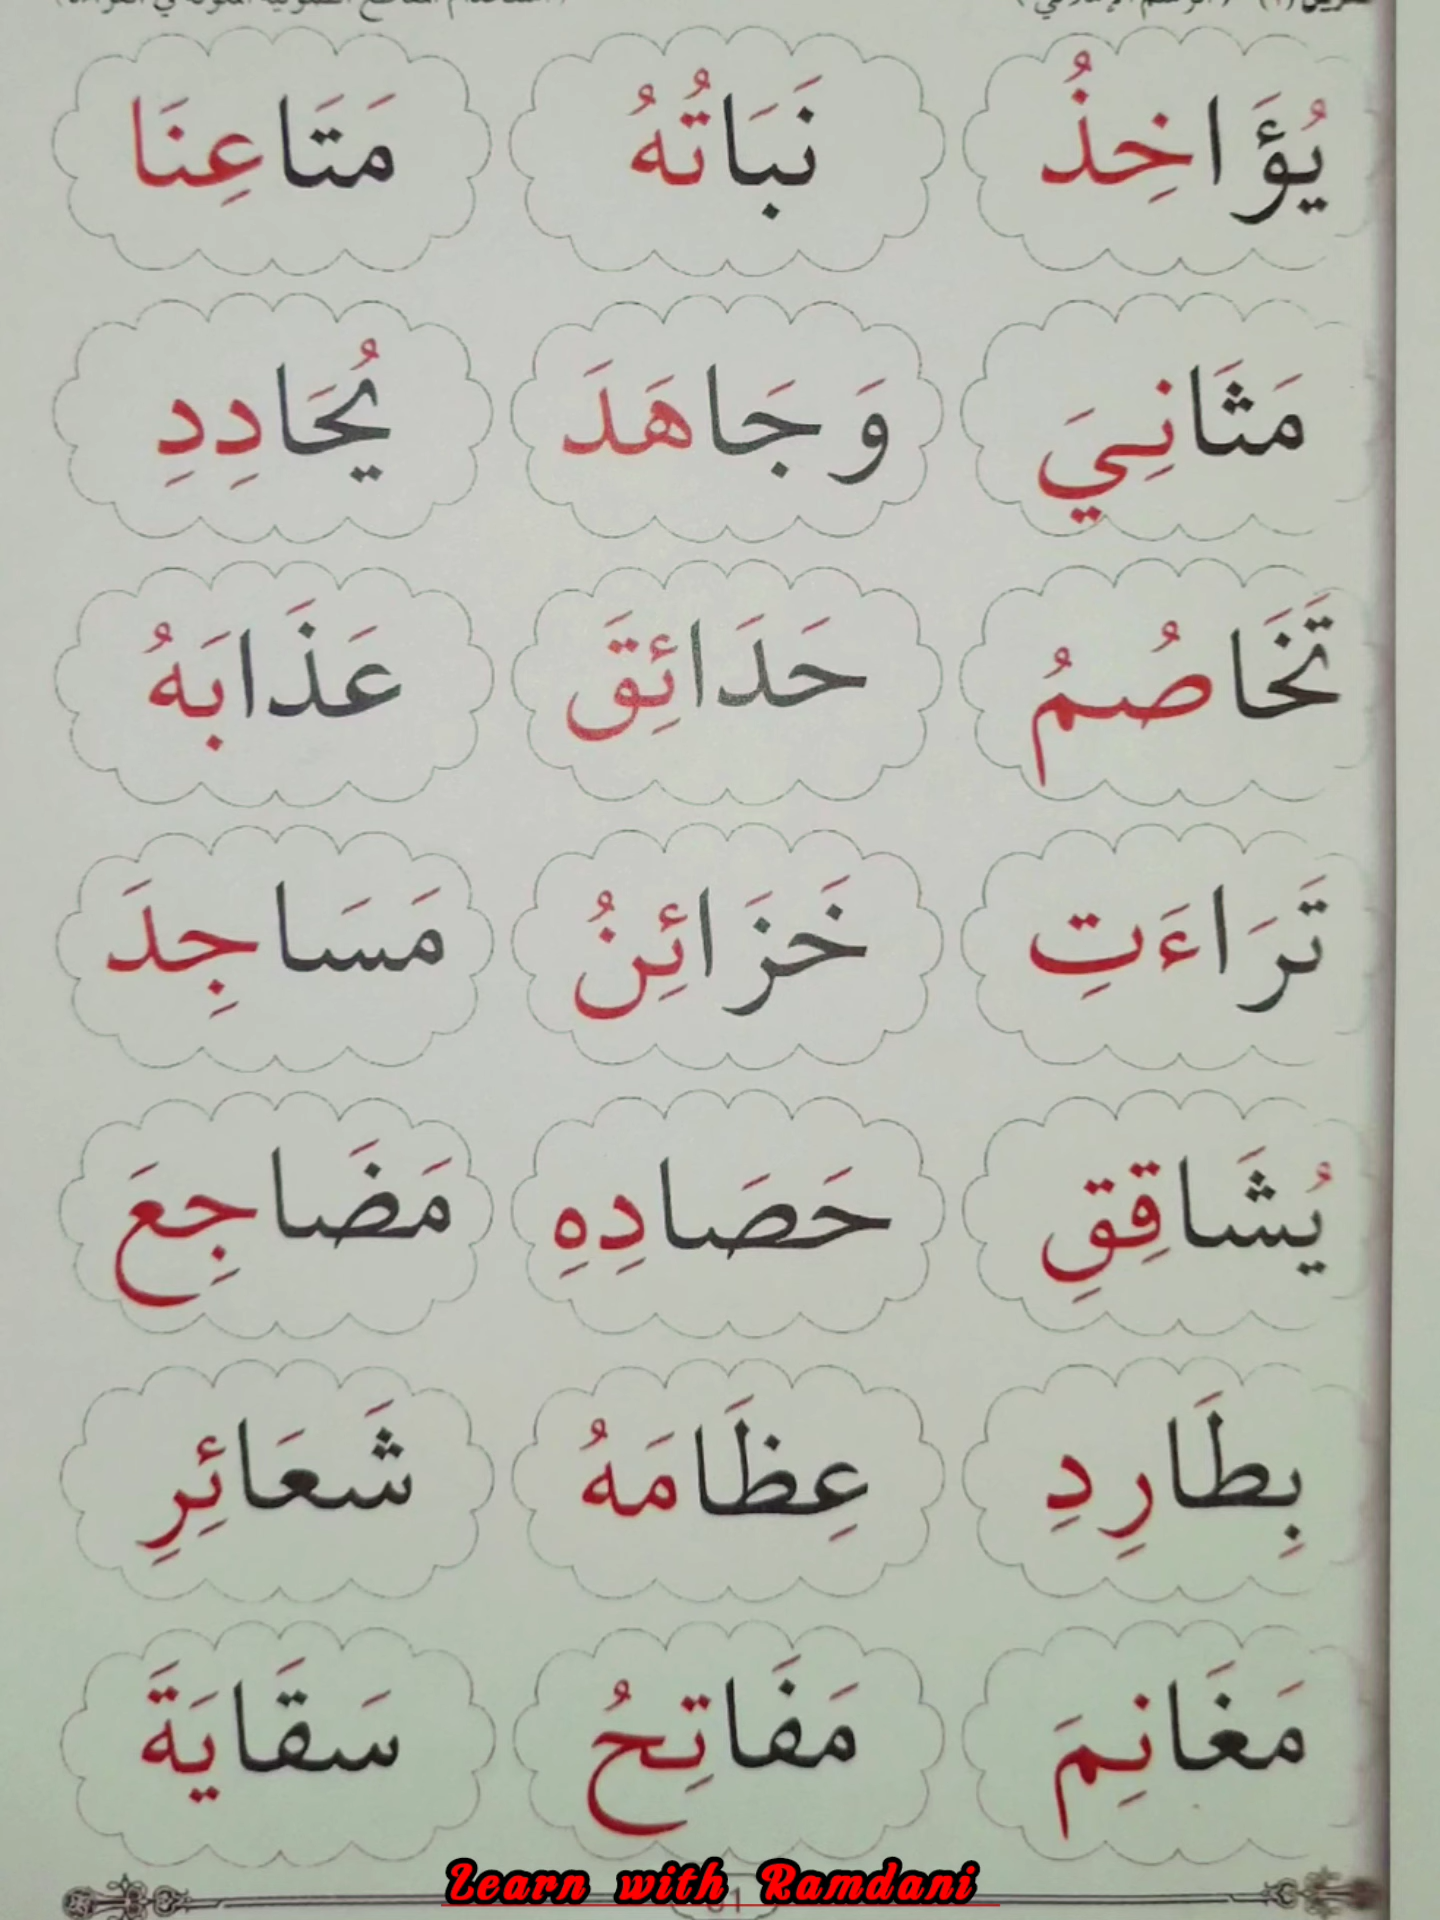 يُؤَاخِذُ نَبَاتُهُ مَتَاعِنَا
مَثَانِيَ وَجَاهَدَ يُحَادِدِ
تَخَاصُمُ حَدَائِقَ عَذَابَهُ
تَرَاءَتِ خَزَائِنُ مَسَاجِدَ
يُشَاقِقِ حَصَادِهِ مَضَاجِعَ
بِطَارِدِ عِظَامَهُ شَعَائِرِ
مَغَانِمَ مَفَاتِحُ سَقَايَةَ
Learn with Ramdani